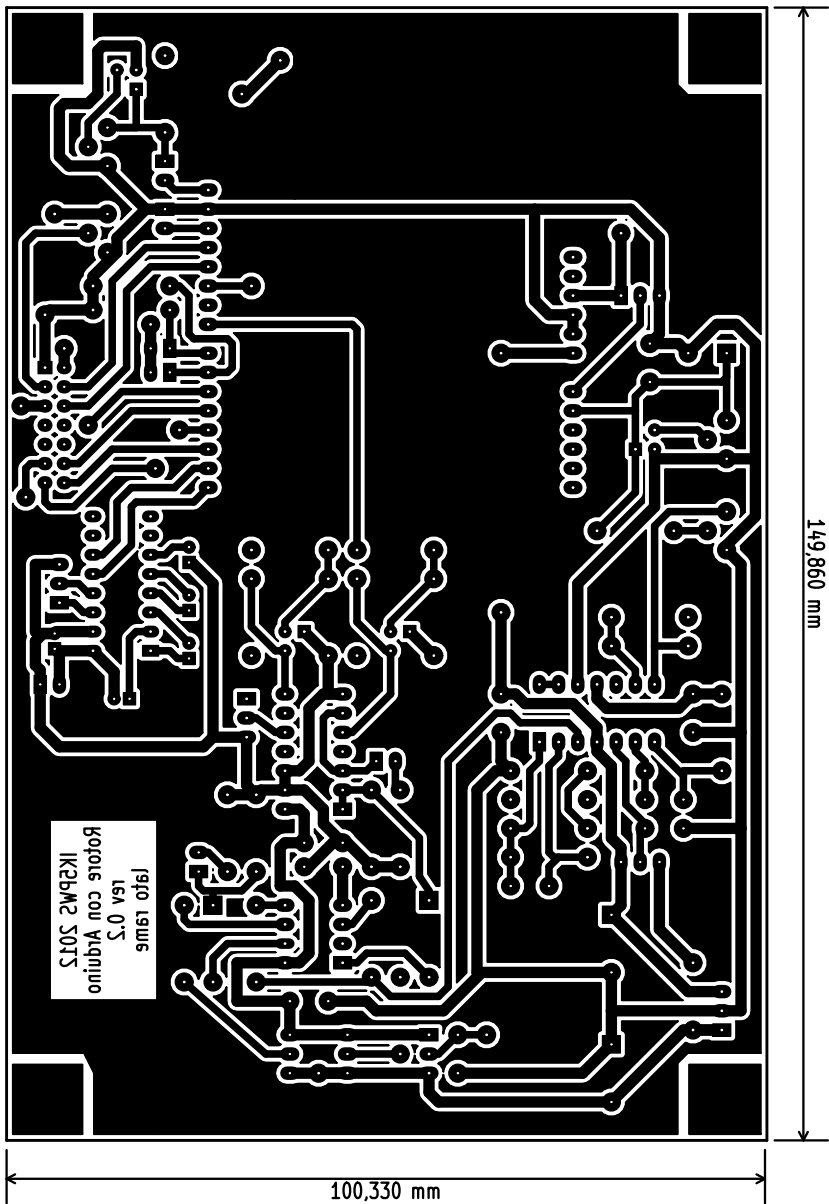 149,860 mm
lato rame
rev 0.2
Rotore con Arduino
IK5PWS 2012
100,330 mm